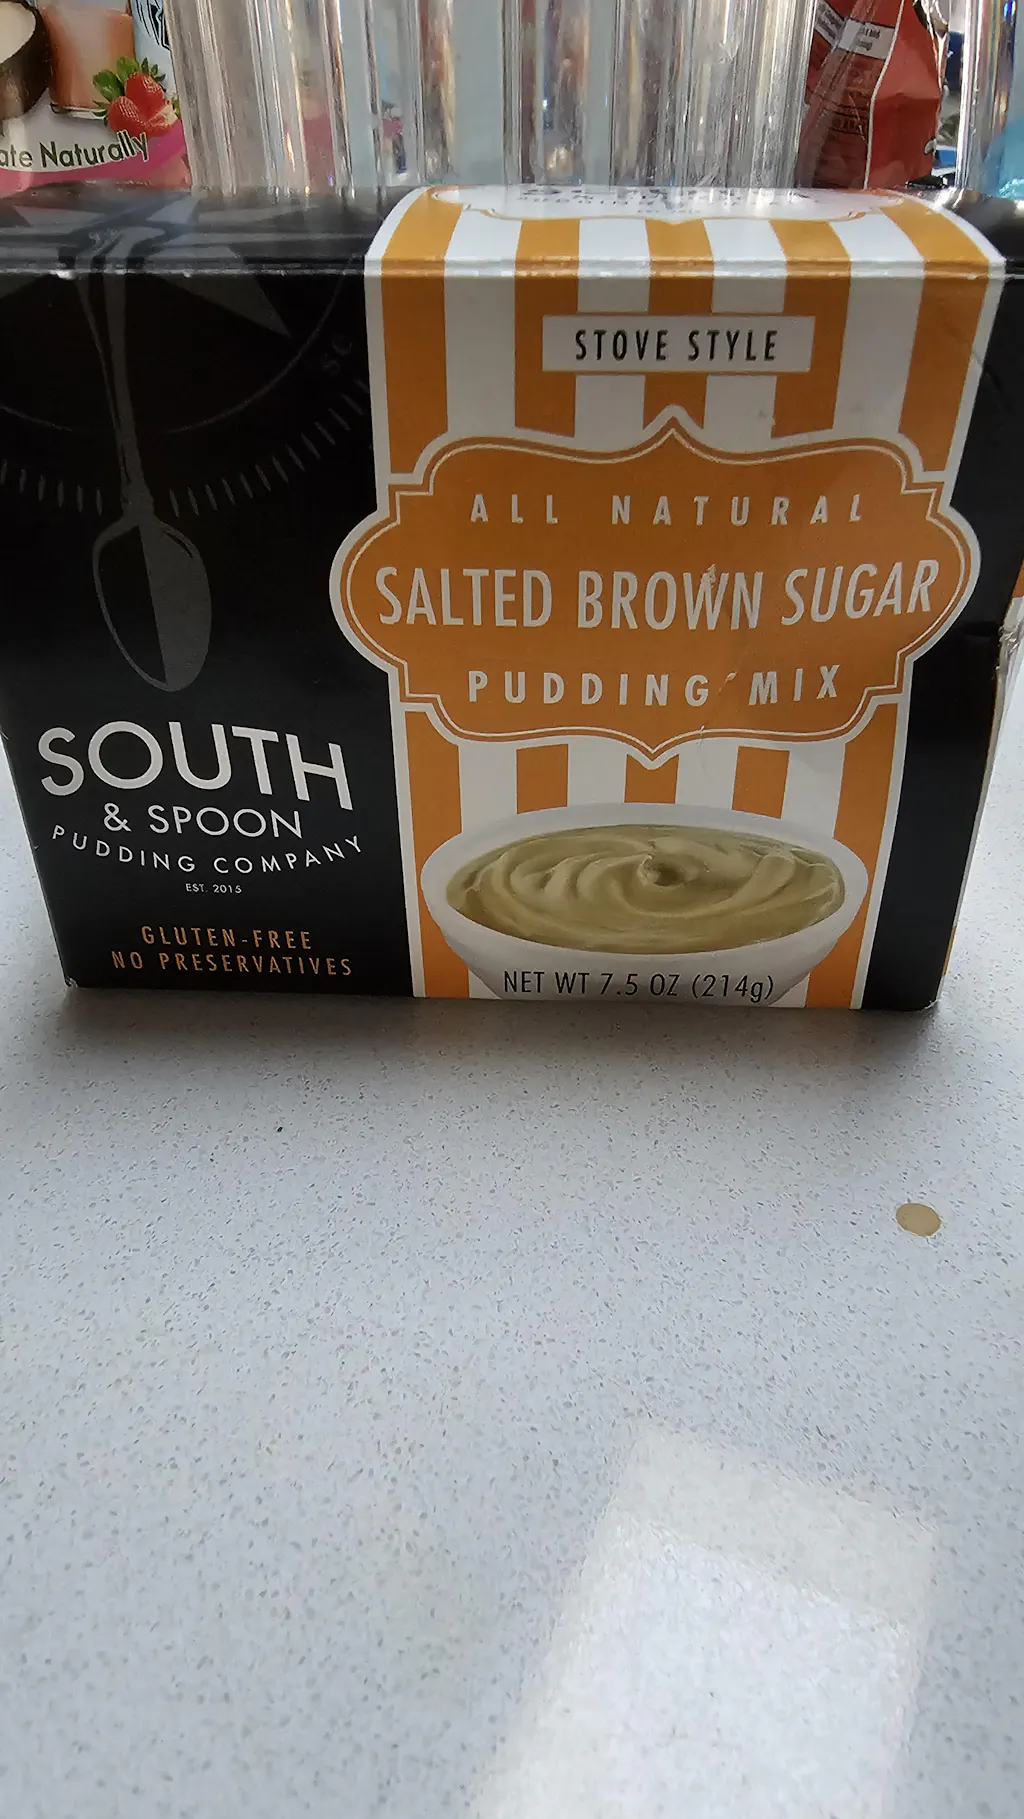 ate Naturally
STOVE STYLE
ALL NATURAL
SALTED BROWN SUGAR
PUDDING MIX
SOUTH
& SPOON
PUDDING COMPANY
EST. 2015
GLUTEN-FREE
NO PRESERVATIVES
NET WT 7.5 OZ (214g)